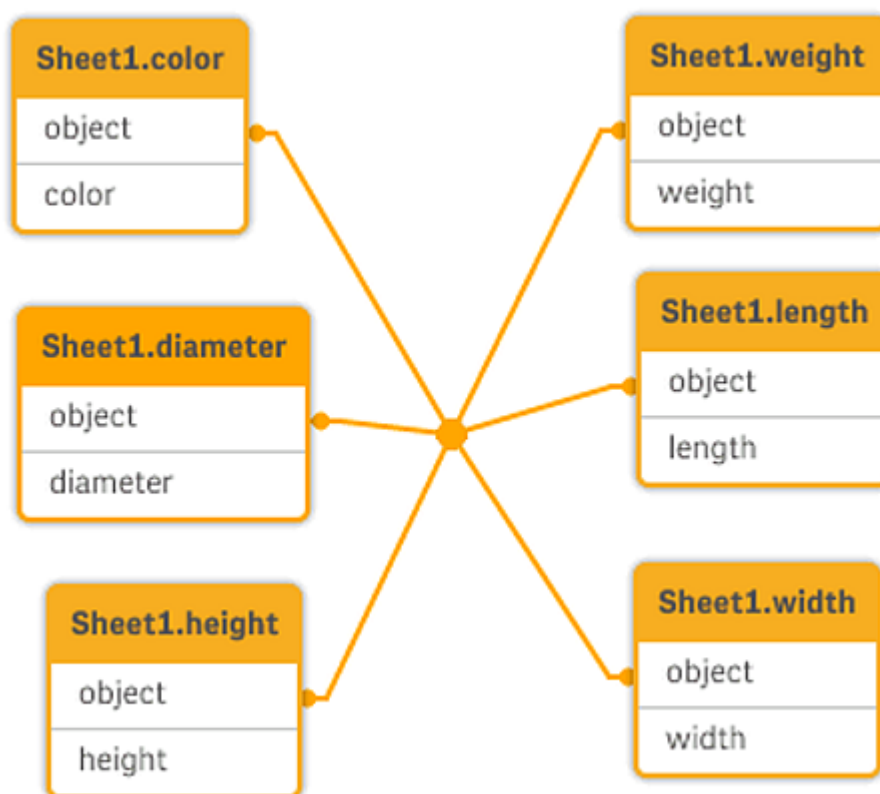 Sheet1.color
object
color
Sheet1.weight
object
weight
Sheet1.diameter
object
diameter
Sheet1.length
object
length
Sheet1.height
object
height
Sheet1.width
object
width